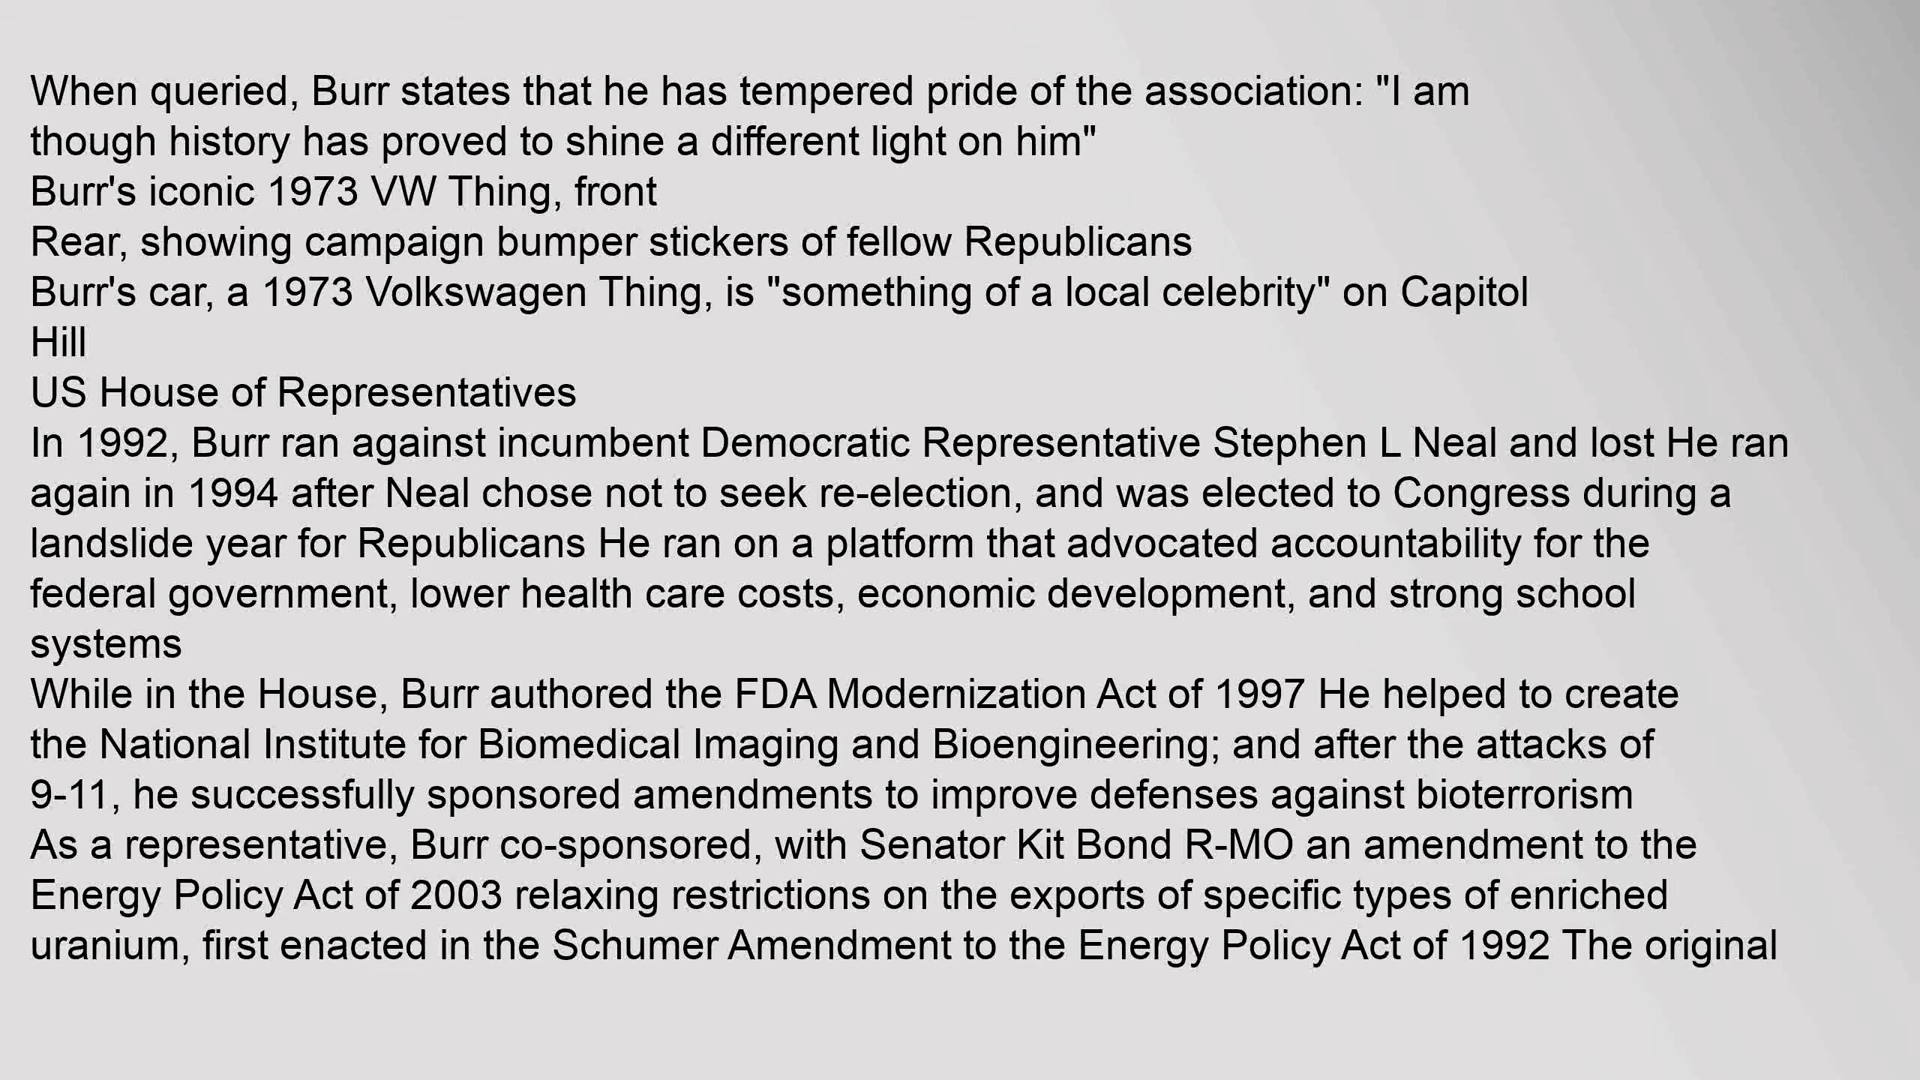 When queried, Burr states that he has tempered pride of the association: "I am
though history has proved to shine a different light on him"
Burr's iconic 1973 VW Thing, front
Rear, showing campaign bumper stickers of fellow Republicans
Burr's car, a 1973 Volkswagen Thing, is "something of a local celebrity" on Capitol
Hill
US House of Representatives
In 1992, Burr ran against incumbent Democratic Representative Stephen L Neal and lost He ran
again in 1994 after Neal chose not to seek re-election, and was elected to Congress during a
landslide year for Republicans He ran on a platform that advocated accountability for the
federal government, lower health care costs, economic development, and strong school
systems
While in the House, Burr authored the FDA Modernization Act of 1997 He helped to create
the National Institute for Biomedical Imaging and Bioengineering; and after the attacks of
9-11, he successfully sponsored amendments to improve defenses against bioterrorism
As a representative, Burr co-sponsored, with Senator Kit Bond R-MO an amendment to the
Energy Policy Act of 2003 relaxing restrictions on the exports of specific types of enriched
uranium, first enacted in the Schumer Amendment to the Energy Policy Act of 1992 The original